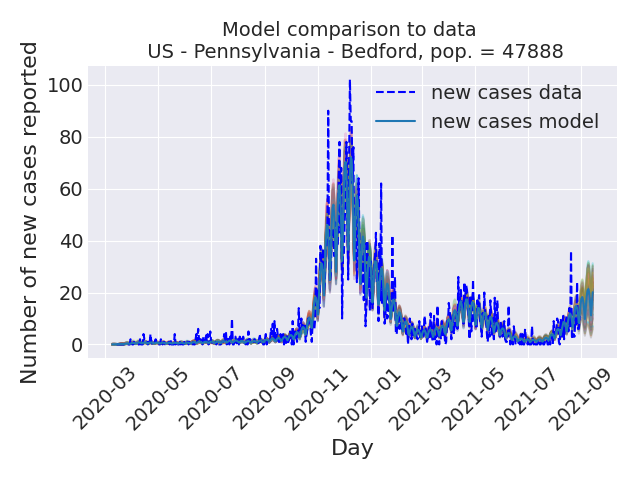 Model comparison to data
US - Pennsylvania - Bedford, pop. = 47888
Number of new cases reported
100
80
60
40
20
0
new cases data
new cases model
2020-03
2020-05
2020-07
2020-09
2020-11
2021-01
2021-03
2021-05
2021-07
2021-09
Day